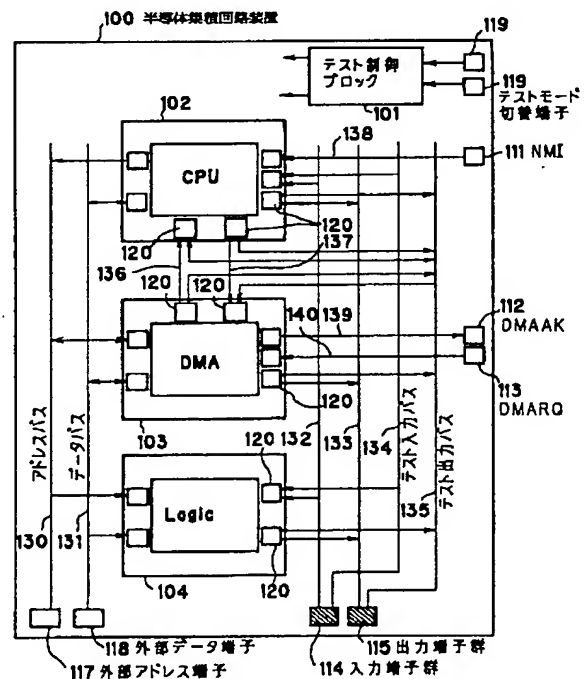 100 半導体集積回路装置
テスト制御
ブロック
101
119
119
テストモード
切替端子
102
138
CPU
111 NMI
120
120
136
137
120
120
139
140
112
DMAAK
DMA
113
DMARQ
120
103
132
133
134
135
アドレスバス
データバス
テスト入力バス
テスト出力バス
120
Logic
130
131
104
120
118 外部データ端子
117 外部アドレス端子
115 出力端子群
114 入力端子群